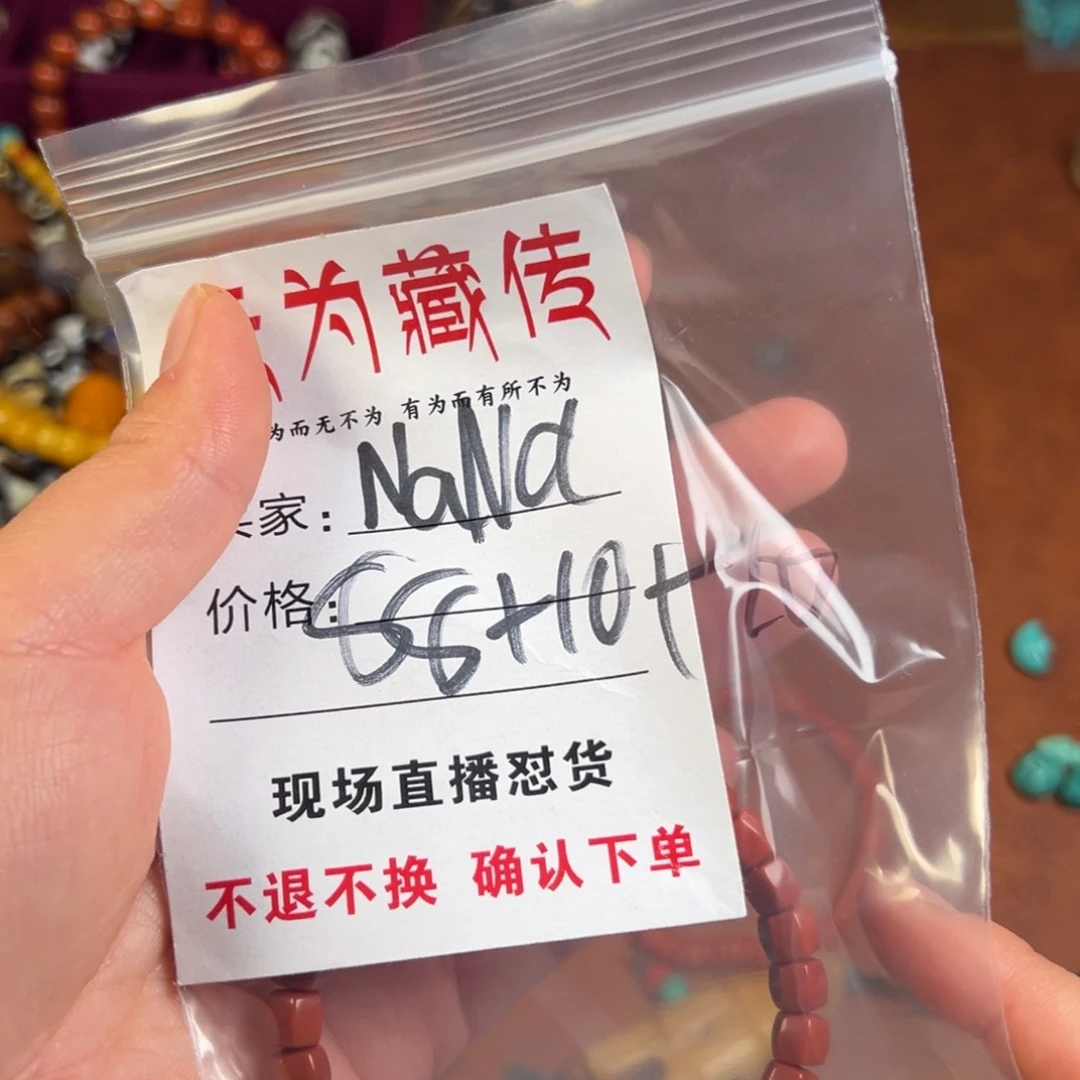 为藏传
为而无不为 有为而有所不为
家：NaNa
价格：
现场直播怼货
不退不换 确认下单